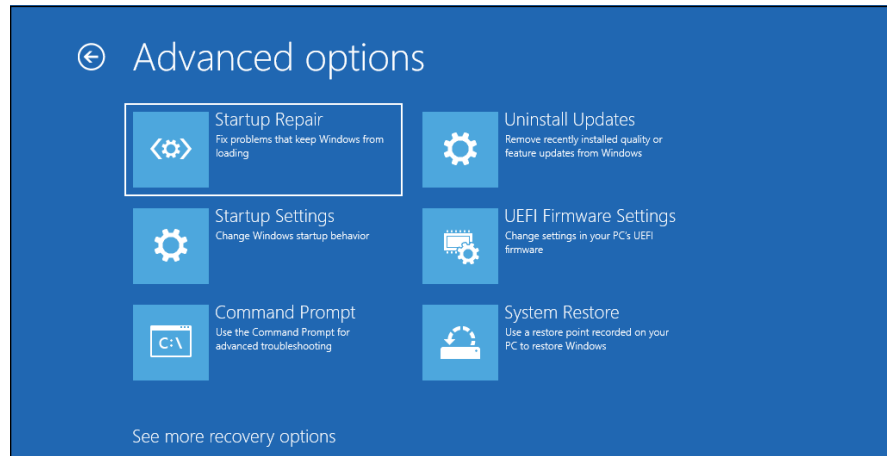 Advanced options
Startup Repair
Fix problems that keep Windows from
loading
Uninstall Updates
Remove recently installed quality or
feature updates from Windows
Startup Settings
Change Windows startup behavior
UEFI Firmware Settings
Change settings in your PC's UEFI
firmware
Command Prompt
Use the Command Prompt for
advanced troubleshooting
C:\
System Restore
Use a restore point recorded on your
PC to restore Windows
See more recovery options